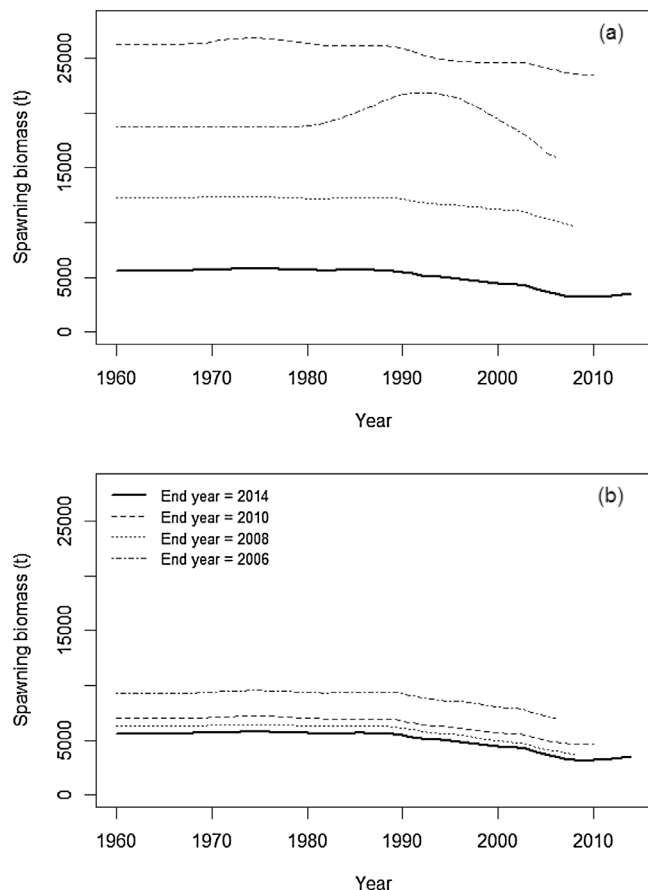 (a)
Spawning biomass (t)
25000
15000
5000
0
1960 1970 1980 1990 2000 2010
Year
(b)
End year = 2014
End year = 2010
End year = 2008
End year = 2006
Spawning biomass (t)
25000
15000
5000
0
1960 1970 1980 1990 2000 2010
Year